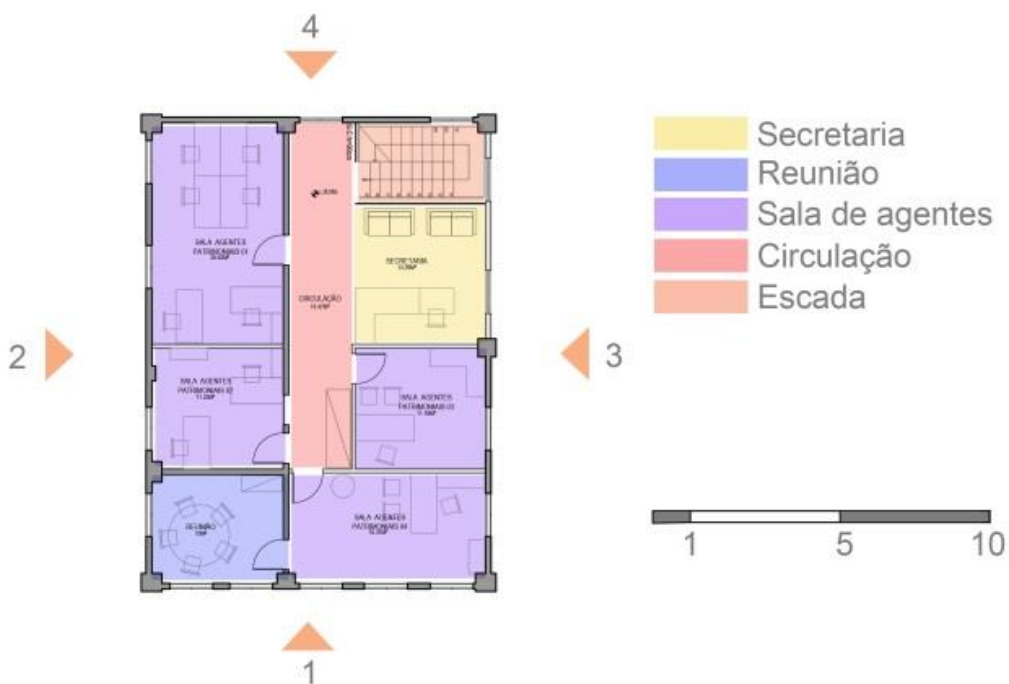 4
Secretaria
Reunião
Sala de agentes
Circulação
Escada
SALA AGENTES
PATRIMONIAIS 01
SECRETARIA
2
3
CIRCULAÇÃO
SALA AGENTES
PATRIMONIAIS 02
SALA AGENTES
PATRIMONIAIS 03
SALA AGENTES
PATRIMONIAIS 04
REUNIÃO
1 5 10
1